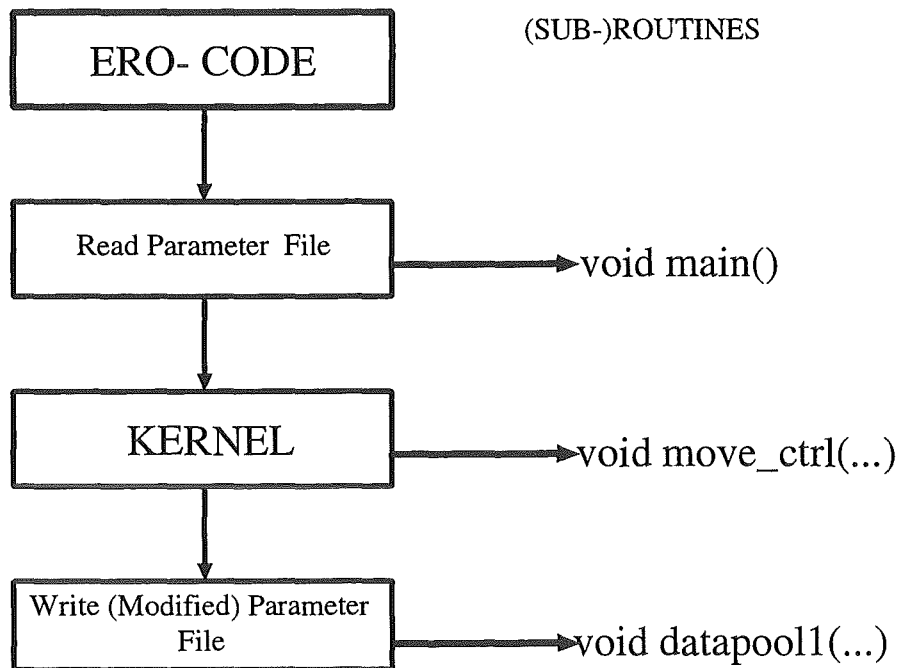 (SUB-)ROUTINES
ERO- CODE
Read Parameter File
void main()
KERNEL
void move_ctrl(...)
Write (Modified) Parameter
File
void datapool1(...)